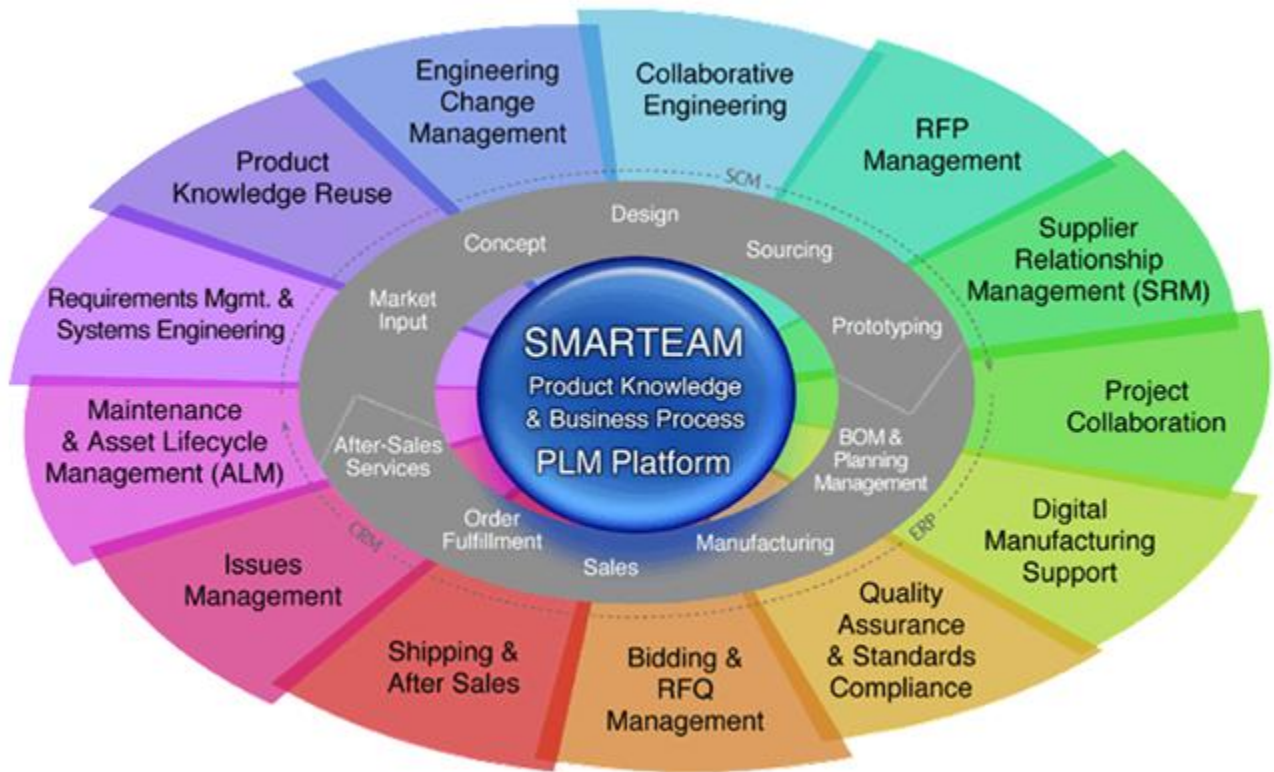 Engineering
Change
Management
Collaborative
Engineering
RFP
Management
Supplier
Relationship
Management (SRM)
Project
Collaboration
Digital
Manufacturing
Support
Quality
Assurance
& Standards
Compliance
Bidding &
RFQ
Management
Shipping &
After Sales
Issues
Management
Maintenance
& Asset Lifecycle
Management (ALM)
Requirements Mgmt. &
Systems Engineering
Product
Knowledge Reuse
SCM
ERP
CRM
Design
Sourcing
Prototyping
BOM &
Planning
Management
Manufacturing
Sales
Order
Fulfillment
After-Sales
Services
Market
Input
Concept
SMARTEAM
Product Knowledge
& Business Process
PLM Platform